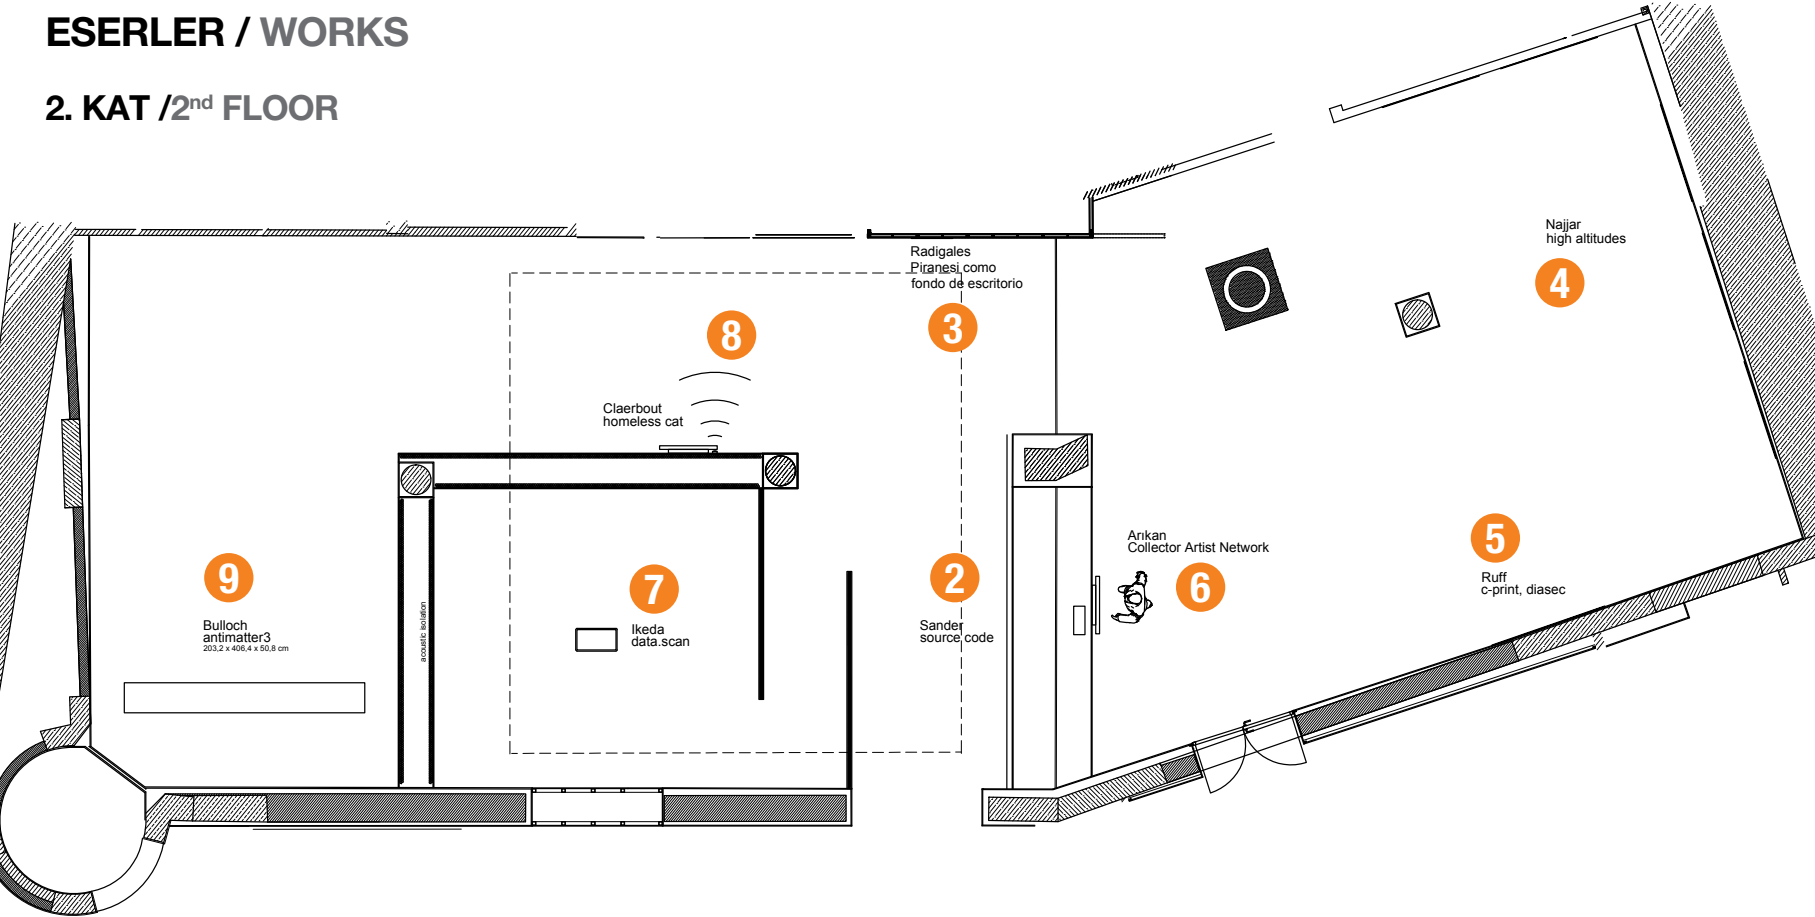 ESERLER / WORKS
2. KAT /2nd FLOOR
Najjar
high altitudes
4
Radigales
Piranesi como
fondo de escritorio
3
8
Claerbout
homeless cat
Arıkan
Collector Artist Network
6
5
Ruff
c-print, diasec
9
Bulloch
antimatter3
203,2 x 406,4 x 50,8 cm
acoustic isolation
7
Ikeda
data.scan
2
Sander
source code